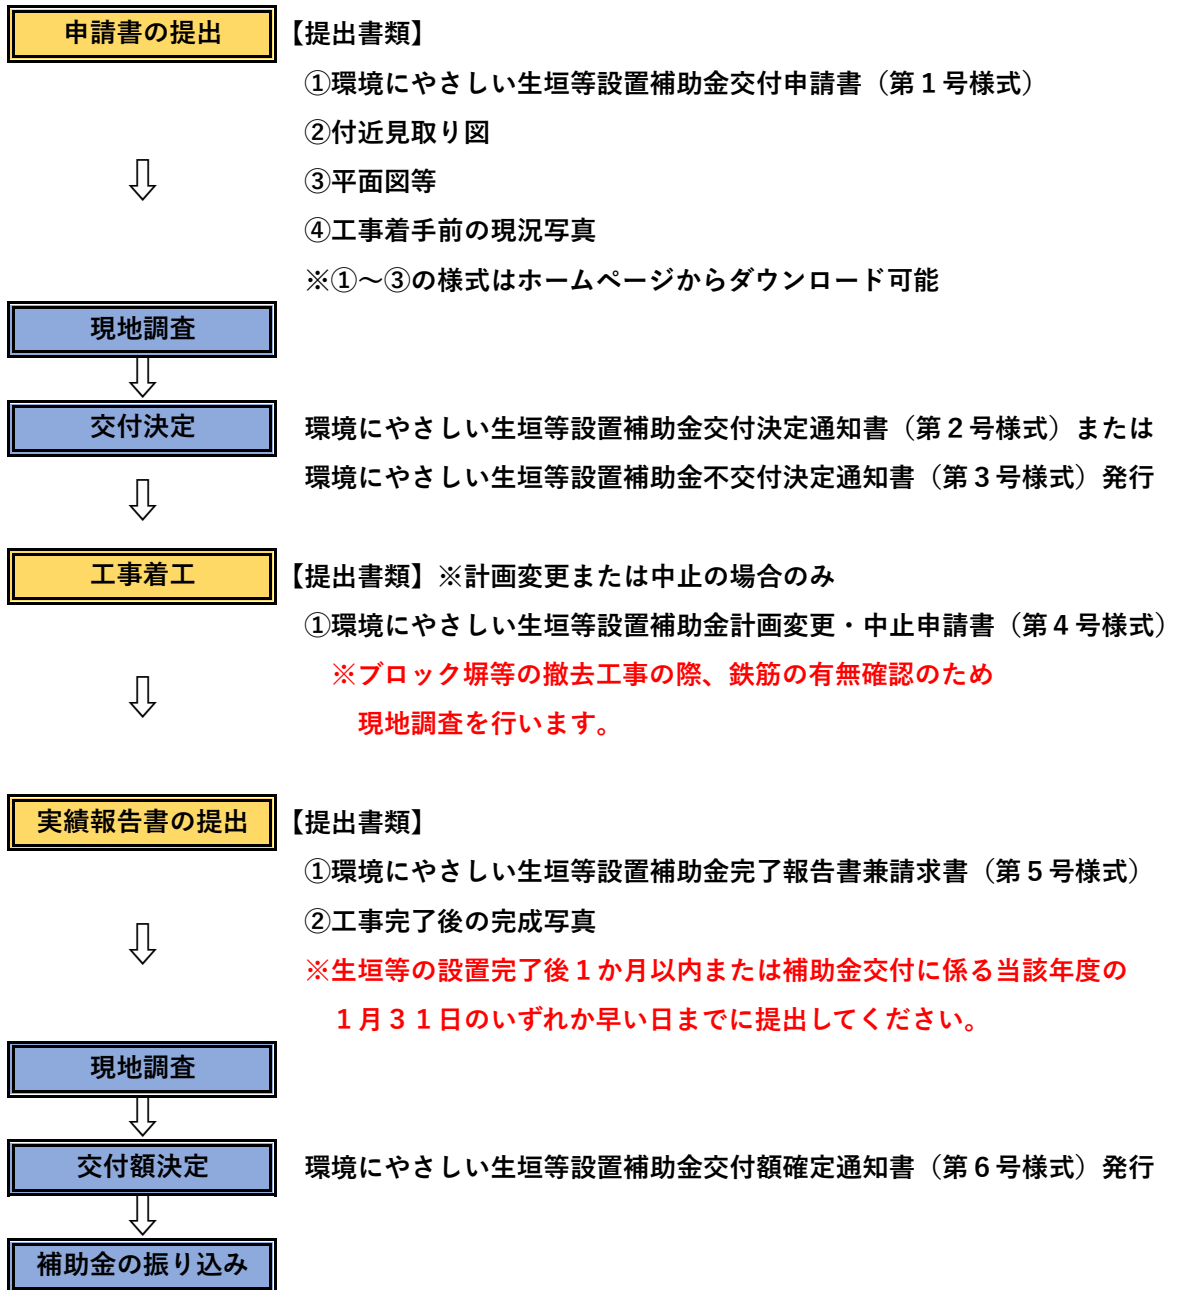 申請書の提出 【提出書類】
①環境にやさしい生垣等設置補助金交付申請書（第１号様式）
②付近見取り図
③平面図等
④工事着手前の現況写真
※①～③の様式はホームページからダウンロード可能
現地調査
交付決定 環境にやさしい生垣等設置補助金交付決定通知書（第２号様式）または
環境にやさしい生垣等設置補助金不交付決定通知書（第３号様式）発行
工事着工 【提出書類】※計画変更または中止の場合のみ
①環境にやさしい生垣等設置補助金計画変更・中止申請書（第４号様式）
※ブロック塀等の撤去工事の際、鉄筋の有無確認のため
現地調査を行います。
実績報告書の提出 【提出書類】
①環境にやさしい生垣等設置補助金完了報告書兼請求書（第５号様式）
②工事完了後の完成写真
※生垣等の設置完了後１か月以内または補助金交付に係る当該年度の
１月３１日のいずれか早い日までに提出してください。
現地調査
交付額決定 環境にやさしい生垣等設置補助金交付額確定通知書（第６号様式）発行
補助金の振り込み